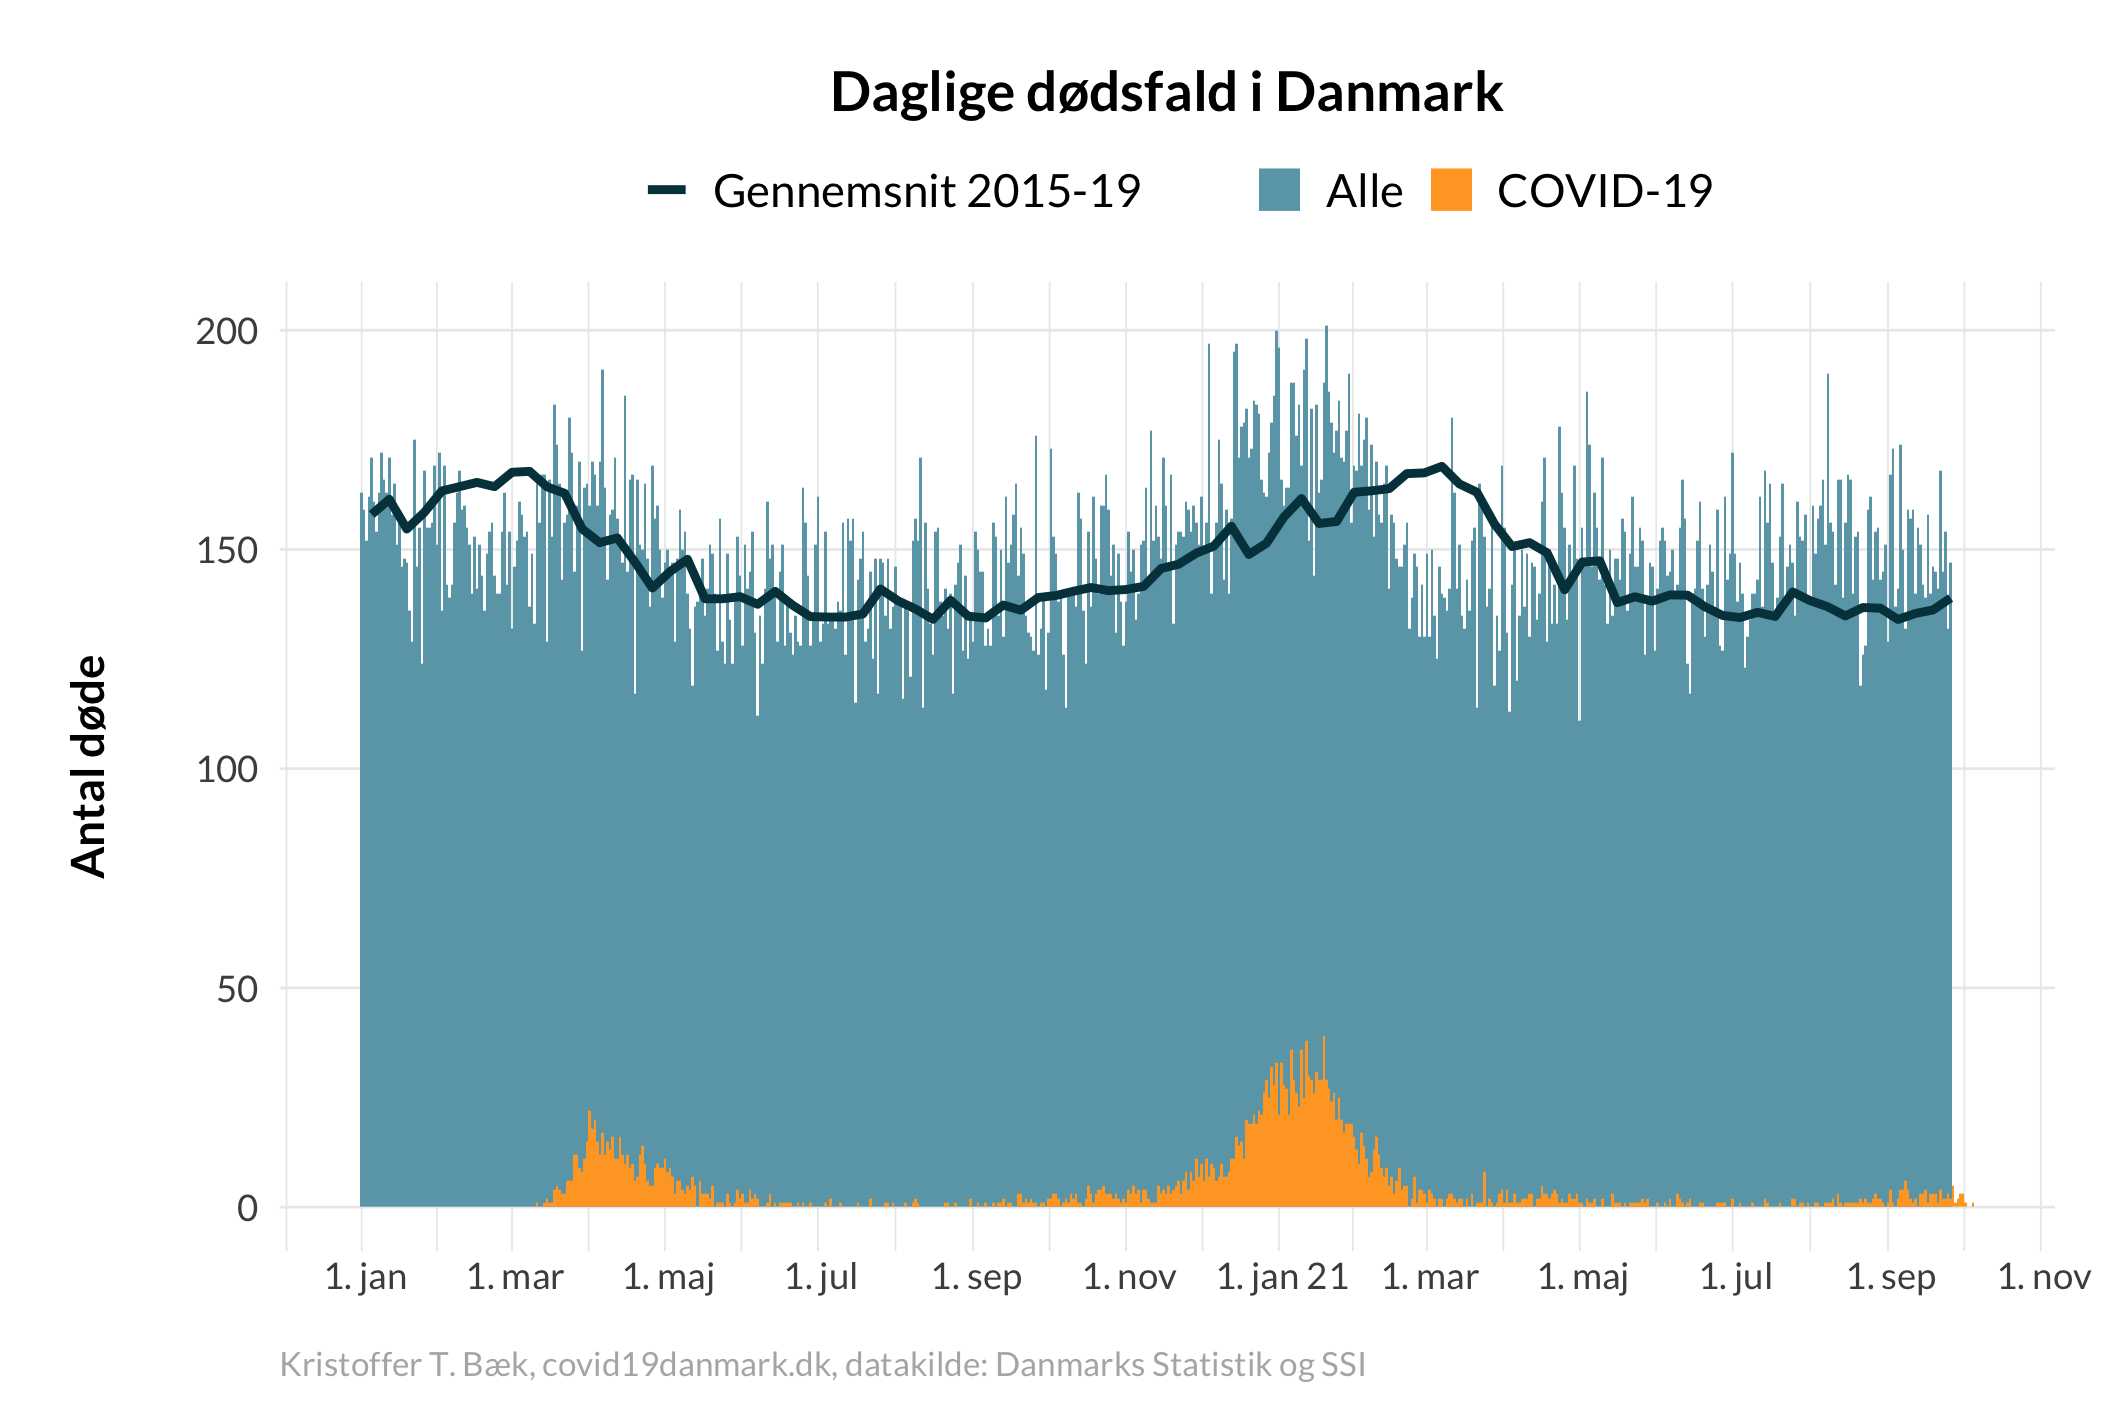 Daglige dødsfald i Danmark
Gennemsnit 2015-19 Alle COVID-19
Antal døde
200
150
100
50
0
1. jan 1. mar 1. maj 1. jul 1. sep 1. nov 1. jan 21 1. mar 1. maj 1. jul 1. sep 1. nov
Kristoffer T. Bæk, covid19danmark.dk, datakilde: Danmarks Statistik og SSI